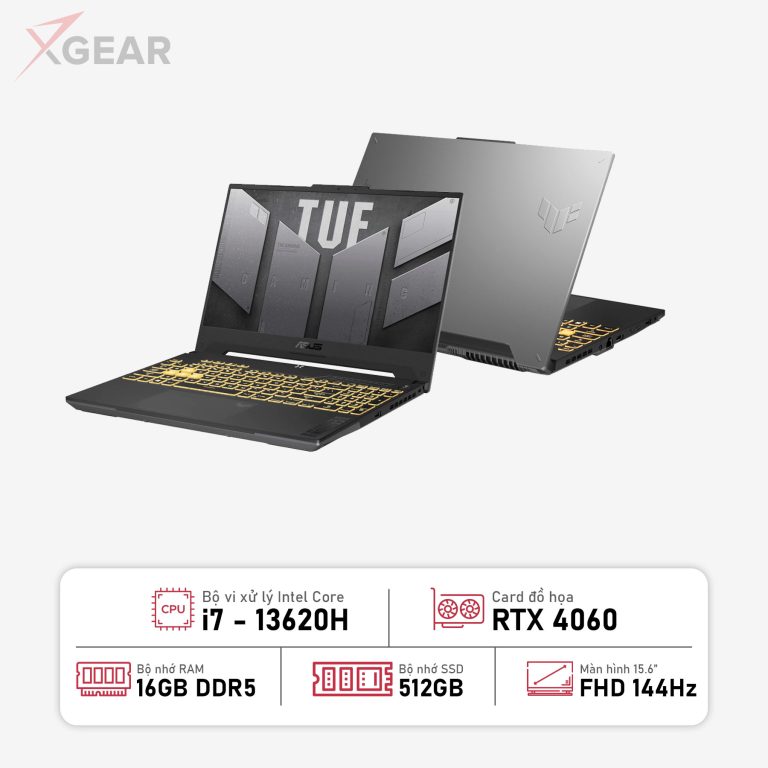 XGEAR
TUF
ASUS
CPU
Bộ vi xử lý Intel Core
i7 - 13620H
Card đồ họa
RTX 4060
Bộ nhớ RAM
16GB DDR5
Bộ nhớ SSD
512GB
Màn hình 15.6"
FHD 144Hz